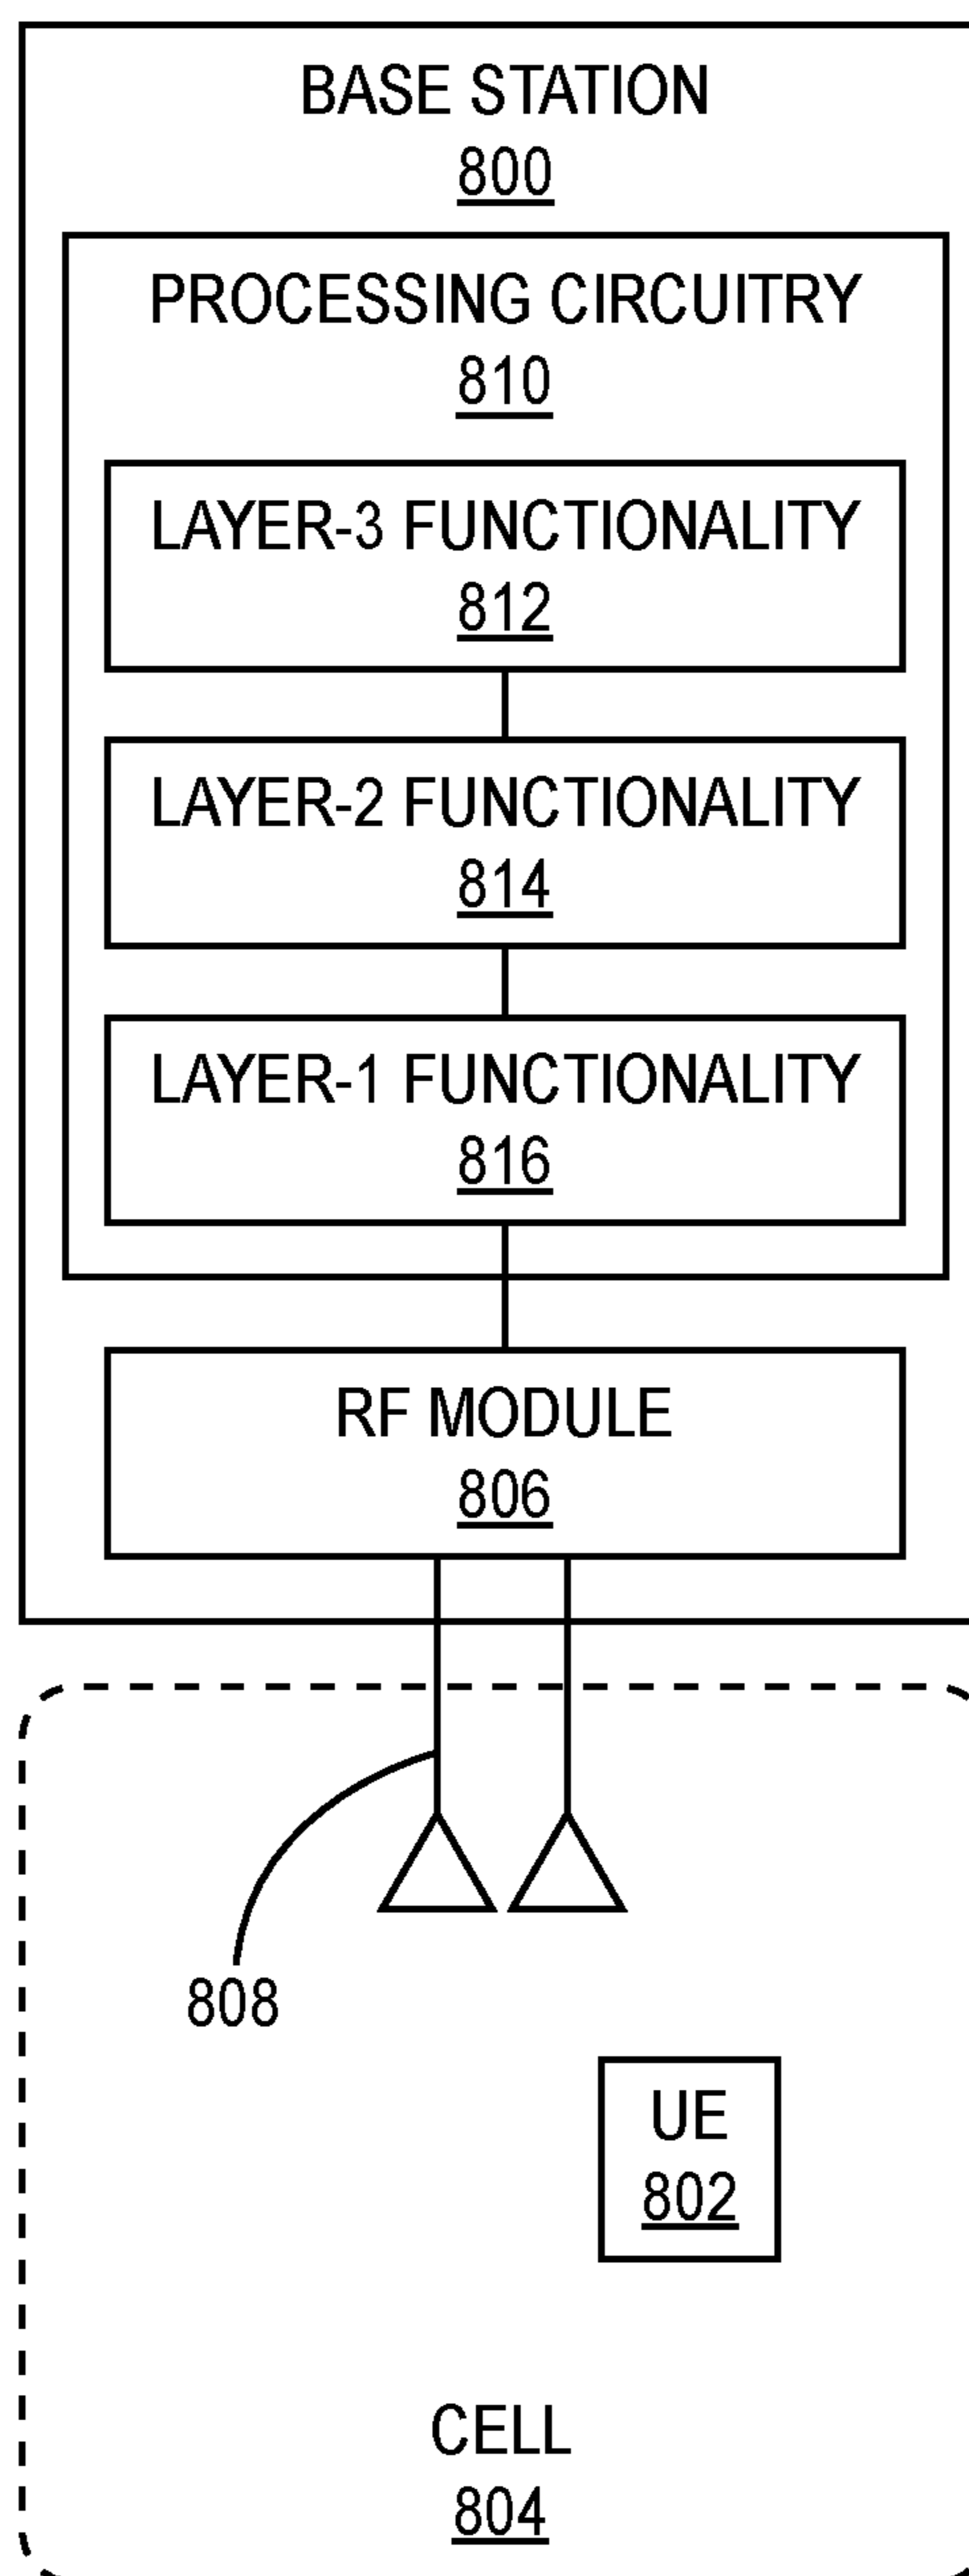 BASE STATION
800
PROCESSING CIRCUITRY
810
LAYER-3 FUNCTIONALITY
812
LAYER-2 FUNCTIONALITY
814
LAYER-1 FUNCTIONALITY
816
RF MODULE
806
808
UE
802
CELL
804